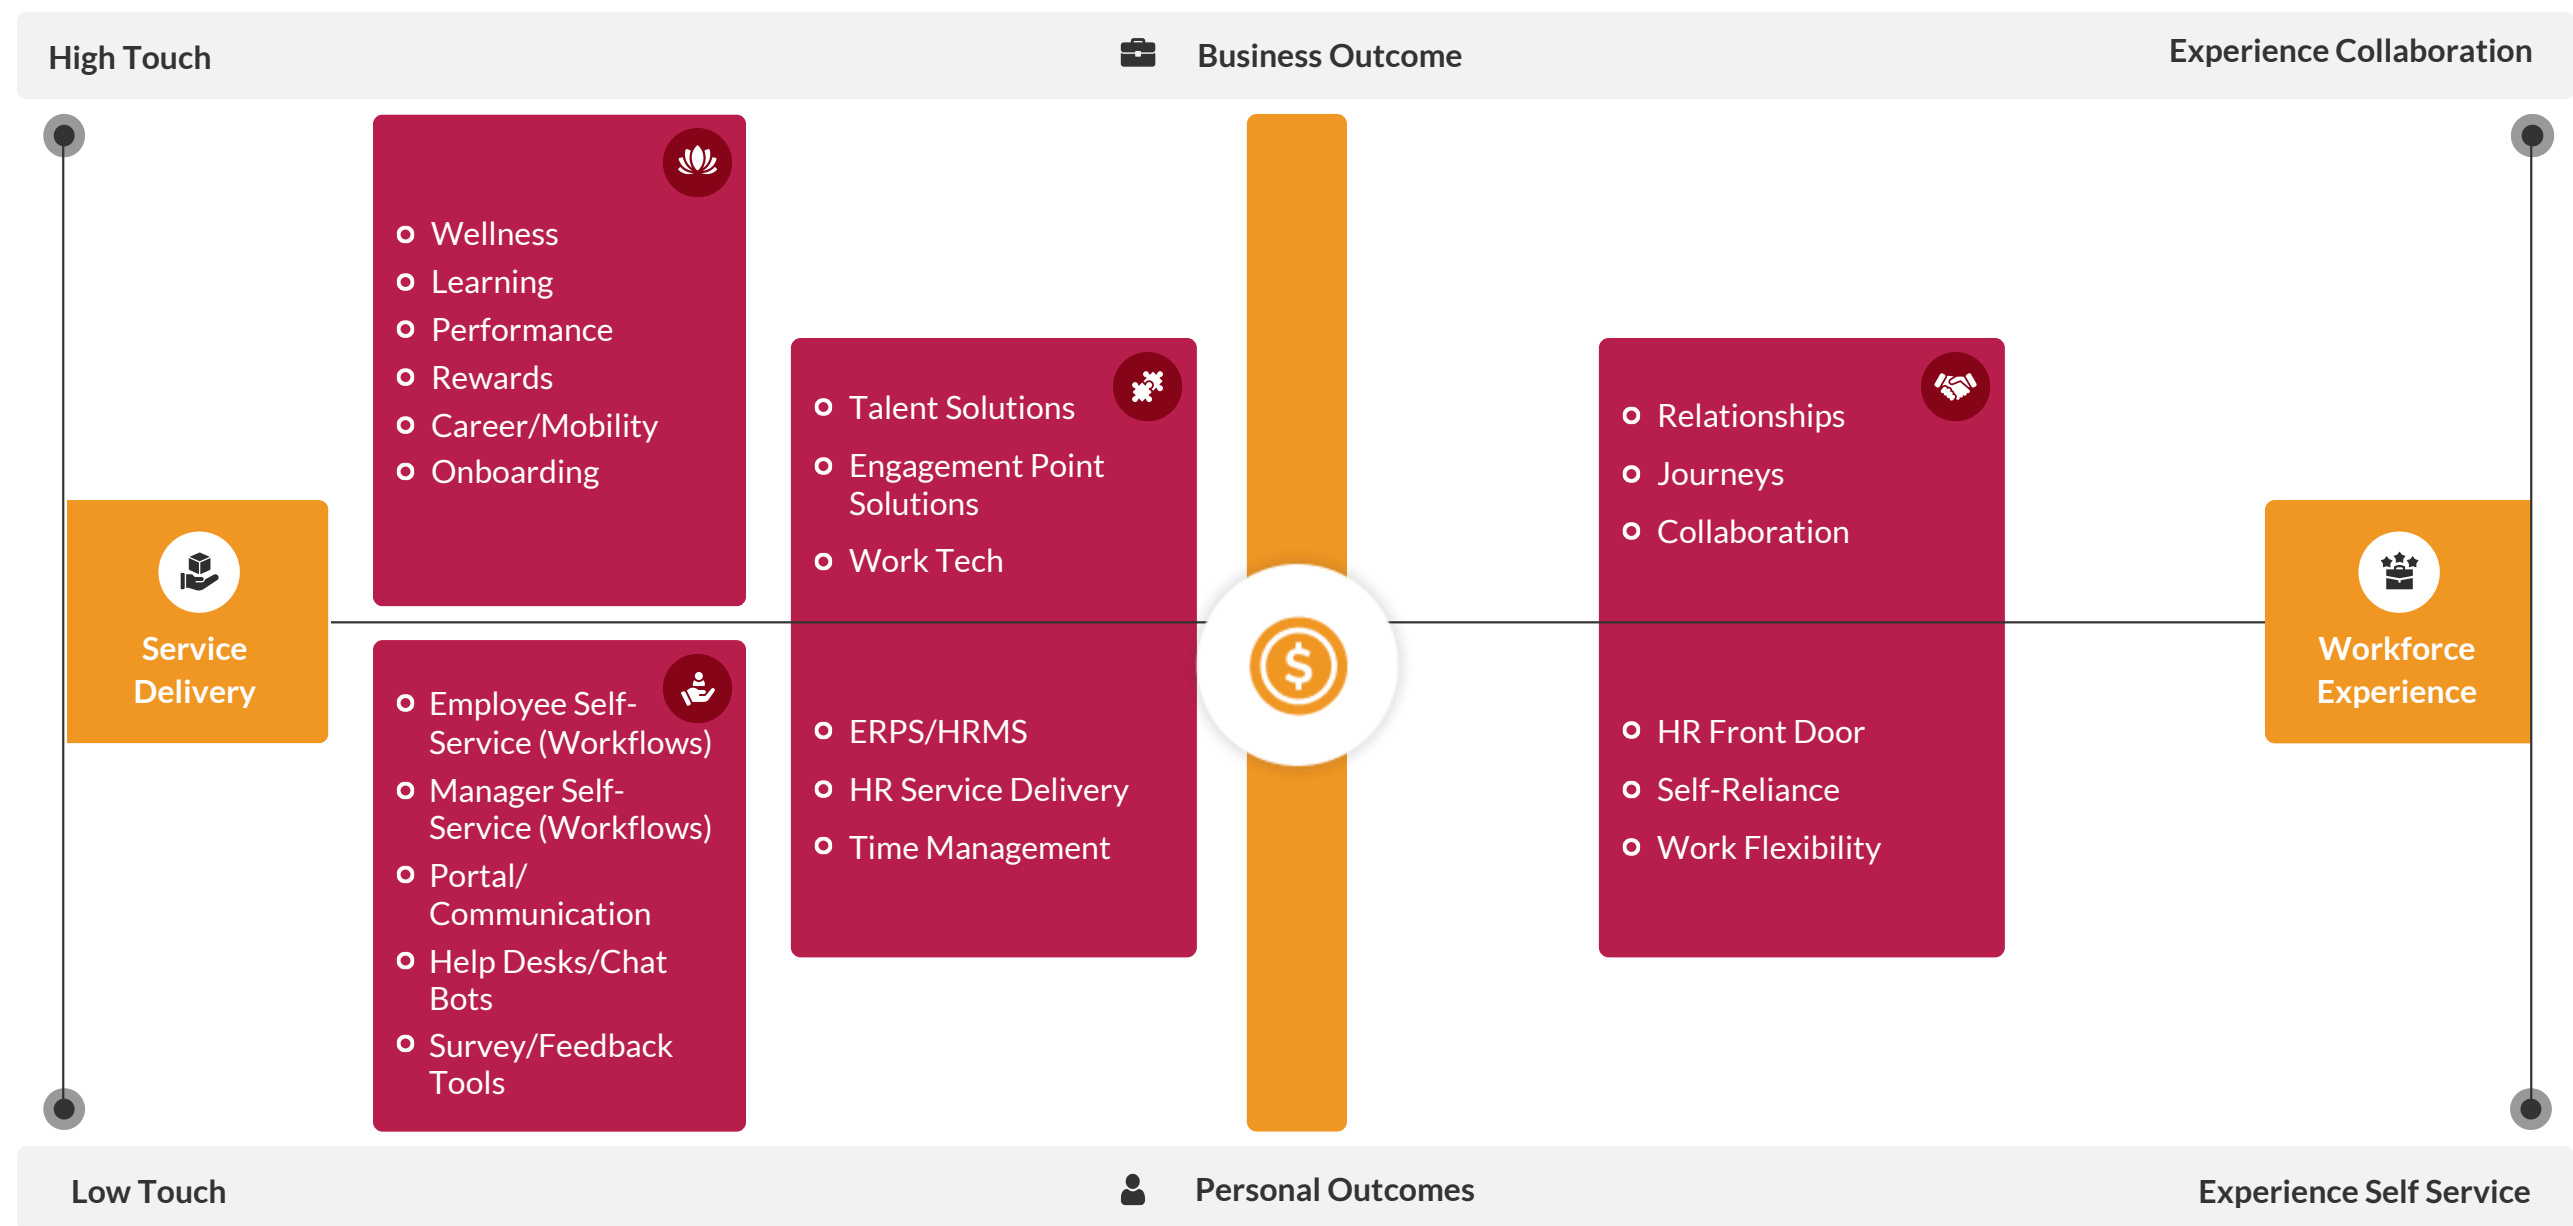 High Touch
Business Outcome
Experience Collaboration
Wellness
Learning
Performance
Rewards
Career/Mobility
Onboarding
Talent Solutions
Engagement Point
Solutions
Work Tech
Relationships
Journeys
Collaboration
Service
Delivery
Workforce
Experience
Employee Self-
Service (Workflows)
Manager Self-
Service (Workflows)
Portal/
Communication
Help Desks/Chat
Bots
Survey/Feedback
Tools
$
ERPS/HRMS
HR Service Delivery
Time Management
HR Front Door
Self-Reliance
Work Flexibility
Low Touch
Personal Outcomes
Experience Self Service